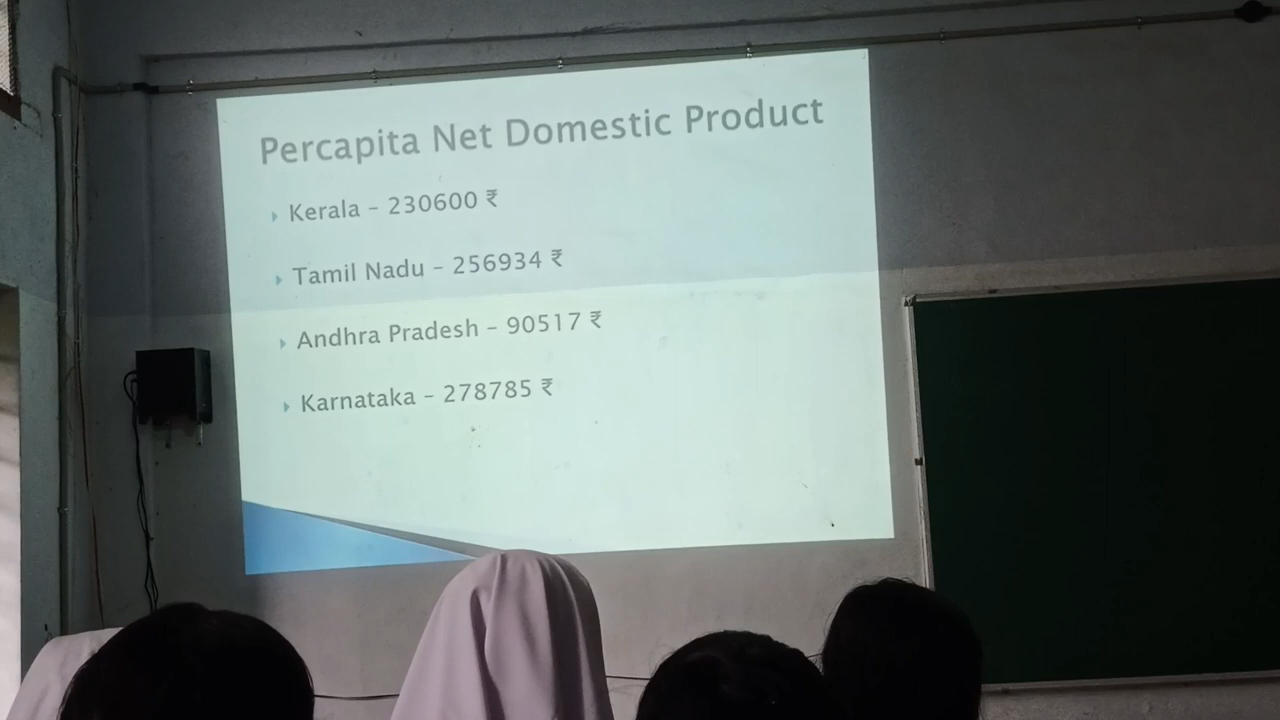 Percapita Net Domestic Product
Kerala – 230600 ₹
Tamil Nadu – 256934 ₹
Andhra Pradesh – 90517 ₹
Karnataka – 278785 ₹